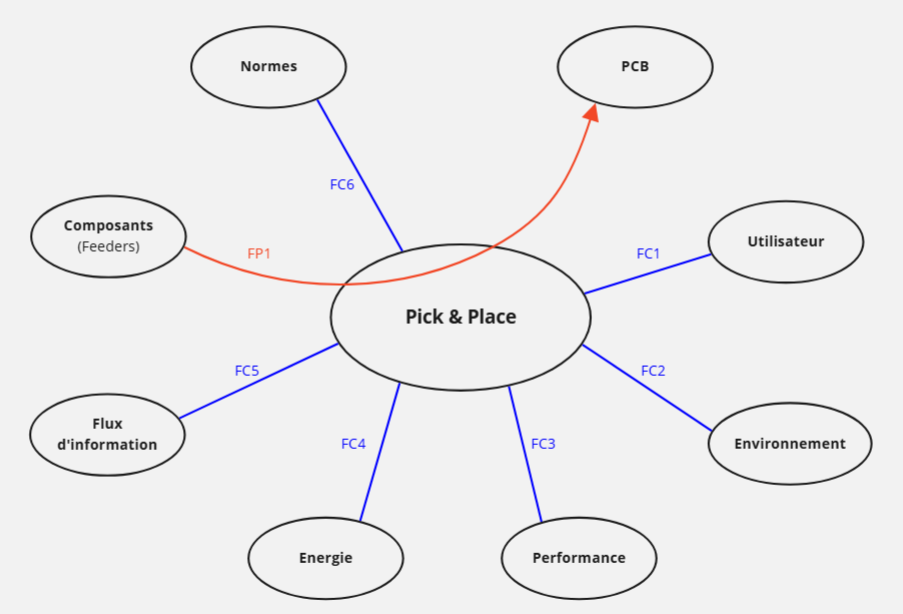 Normes
PCB
FC6
Composants
(Feeders)
FP1
FC1
Utilisateur
Pick & Place
FC5
FC2
Flux
d'information
FC4
FC3
Environnement
Energie
Performance